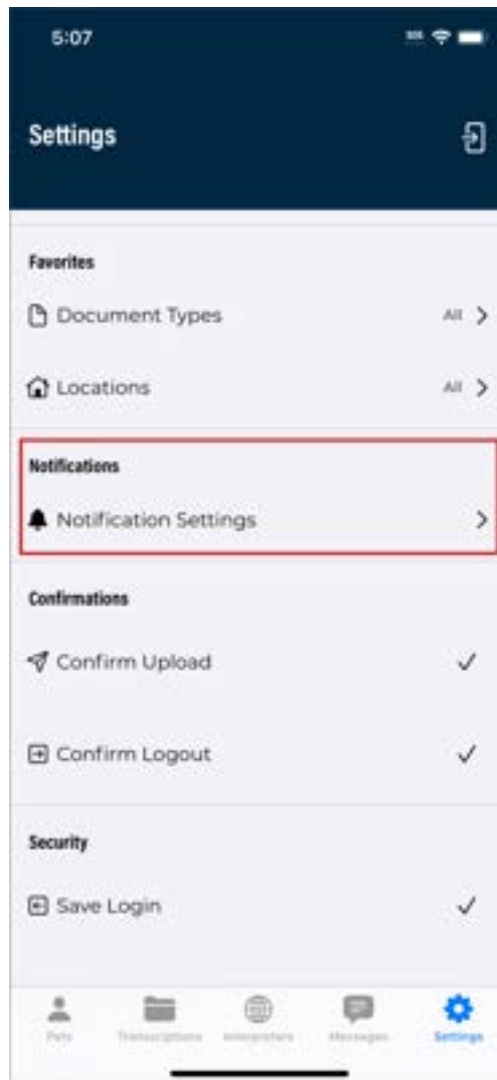 5:07
SOS
Settings
Favorites
Document Types
All
Locations
All
Notifications
Notification Settings
Confirmations
Confirm Upload
Confirm Logout
Security
Save Login
Pets
Transcriptions
Interpreters
Messages
Settings